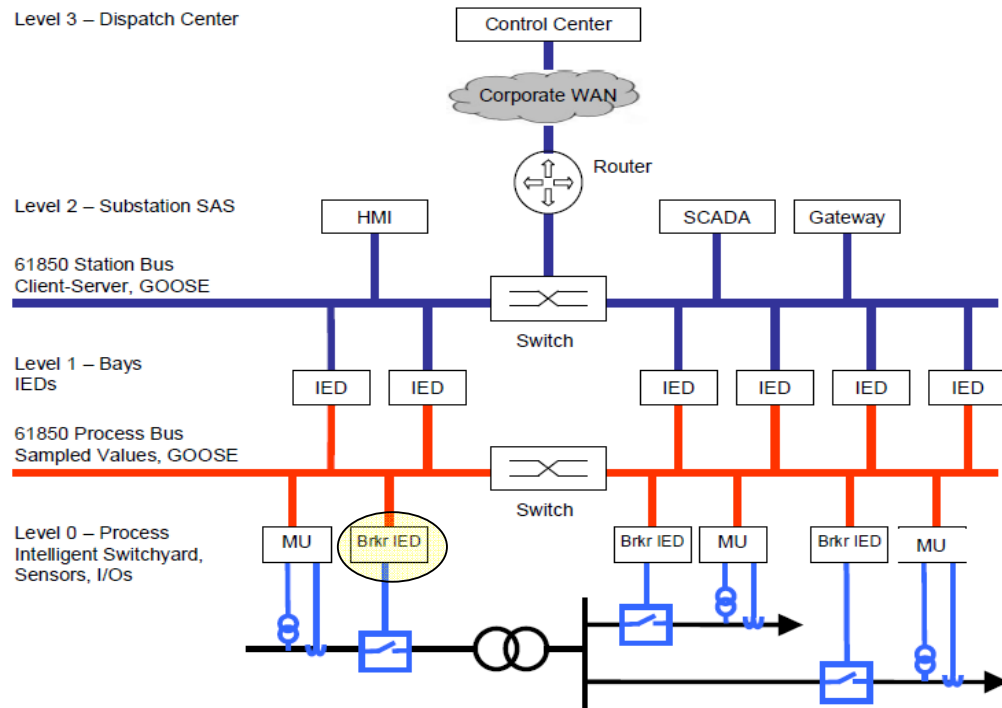 Level 3 – Dispatch Center
Control Center
Corporate WAN
Router
Level 2 – Substation SAS
HMI
SCADA
Gateway
61850 Station Bus
Client-Server, GOOSE
Switch
Level 1 – Bays
IEDs
IED
IED
IED
IED
IED
IED
61850 Process Bus
Sampled Values, GOOSE
Switch
Level 0 – Process
Intelligent Switchyard,
Sensors, I/Os
MU
Brkr IED
Brkr IED
MU
Brkr IED
MU